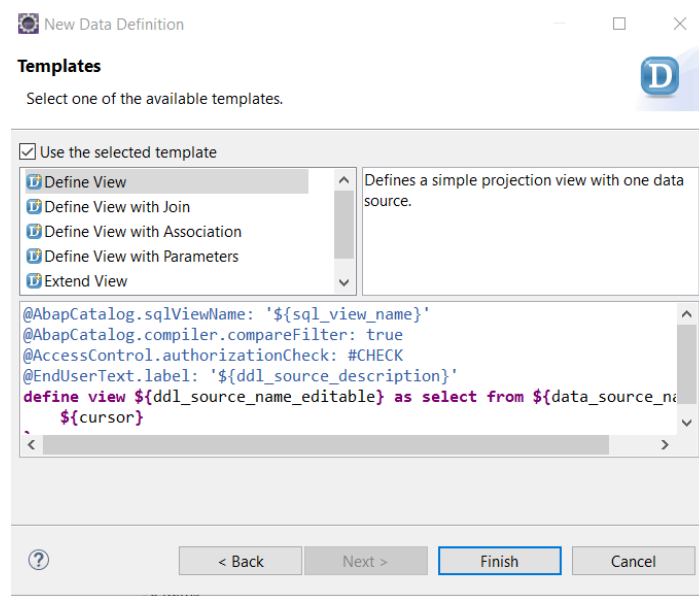 New Data Definition
Templates
Select one of the available templates.
Use the selected template
Define View
Define View with Join
Define View with Association
Define View with Parameters
Extend View
Defines a simple projection view with one data
source.
@AbapCatalog.sqlViewName: '${sql_view_name}'
@AbapCatalog.compiler.compareFilter: true
@AccessControl.authorizationCheck: #CHECK
@EndUserText.label: '${ddl_source_description}'
define view ${ddl_source_name_editable} as select from ${data_source_na
${cursor}
< Back
Next >
Finish
Cancel